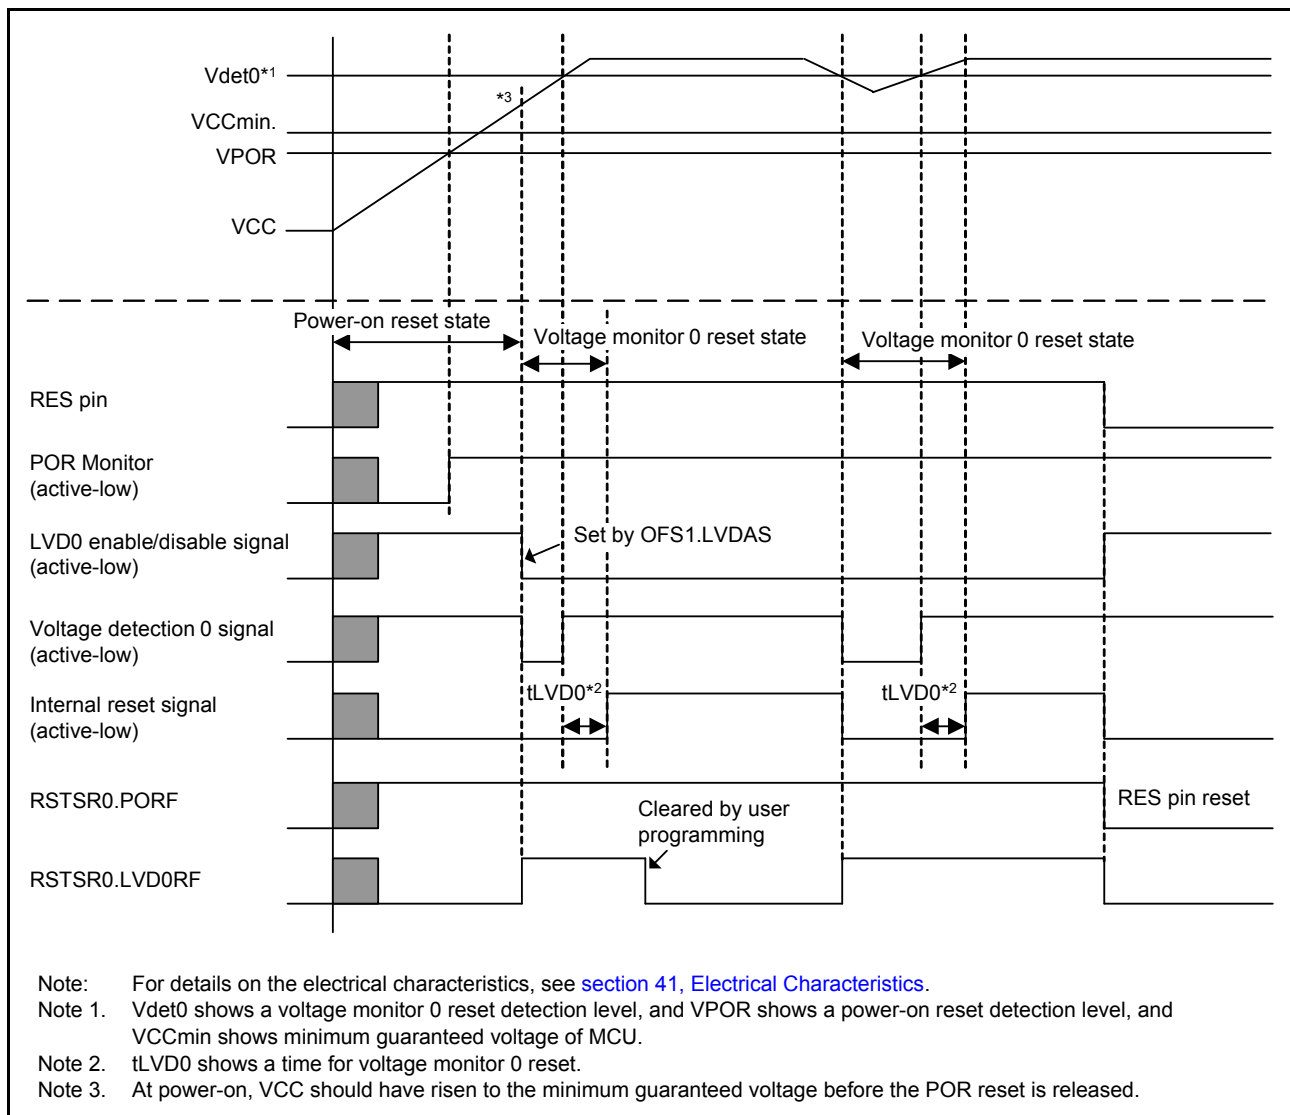 Vdet0*1
*3
VCCmin.
VPOR
VCC
Power-on reset state
Voltage monitor 0 reset state
Voltage monitor 0 reset state
RES pin
POR Monitor
(active-low)
LVD0 enable/disable signal
(active-low)
Set by OFS1.LVDAS
Voltage detection 0 signal
(active-low)
tLVD0*2
tLVD0*2
Internal reset signal
(active-low)
RSTSR0.PORF
RES pin reset
Cleared by user
programming
RSTSR0.LVD0RF
Note: For details on the electrical characteristics, see section 41, Electrical Characteristics.
Note 1. Vdet0 shows a voltage monitor 0 reset detection level, and VPOR shows a power-on reset detection level, and
VCCmin shows minimum guaranteed voltage of MCU.
Note 2. tLVD0 shows a time for voltage monitor 0 reset.
Note 3. At power-on, VCC should have risen to the minimum guaranteed voltage before the POR reset is released.